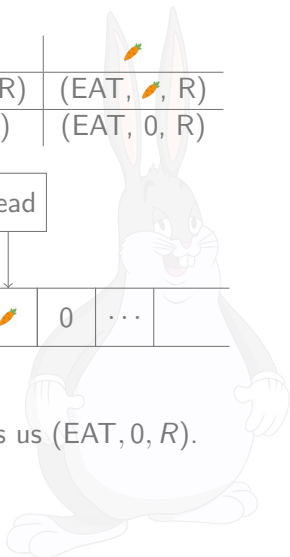 🥕
R) (EAT, 🥕, R)
) (EAT, 0, R)
ead
🥕 0 ···
s us (EAT, 0, R).